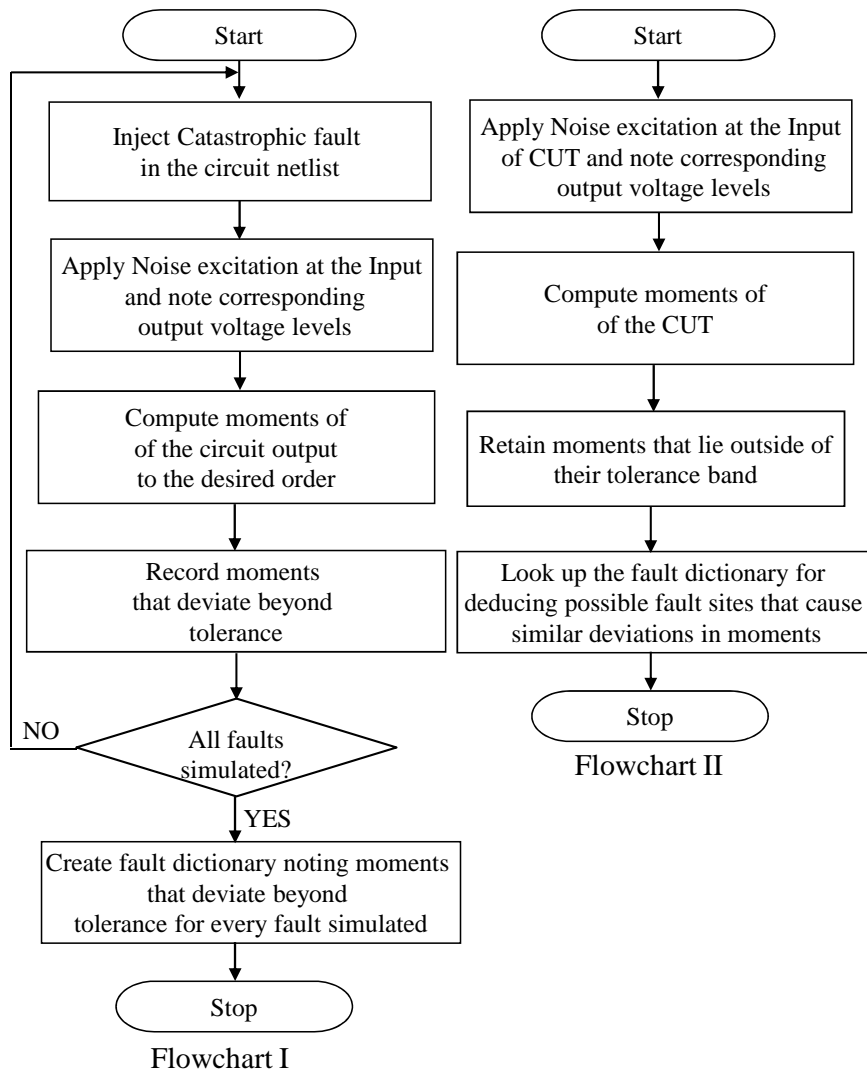 Start
Inject Catastrophic fault
in the circuit netlist
Apply Noise excitation at the Input
and note corresponding
output voltage levels
Compute moments of
of the circuit output
to the desired order
Record moments
that deviate beyond
tolerance
NO
All faults
simulated?
YES
Create fault dictionary noting moments
that deviate beyond
tolerance for every fault simulated
Stop
Flowchart I
Start
Apply Noise excitation at the Input
of CUT and note corresponding
output voltage levels
Compute moments of
of the CUT
Retain moments that lie outside of
their tolerance band
Look up the fault dictionary for
deducing possible fault sites that cause
similar deviations in moments
Stop
Flowchart II